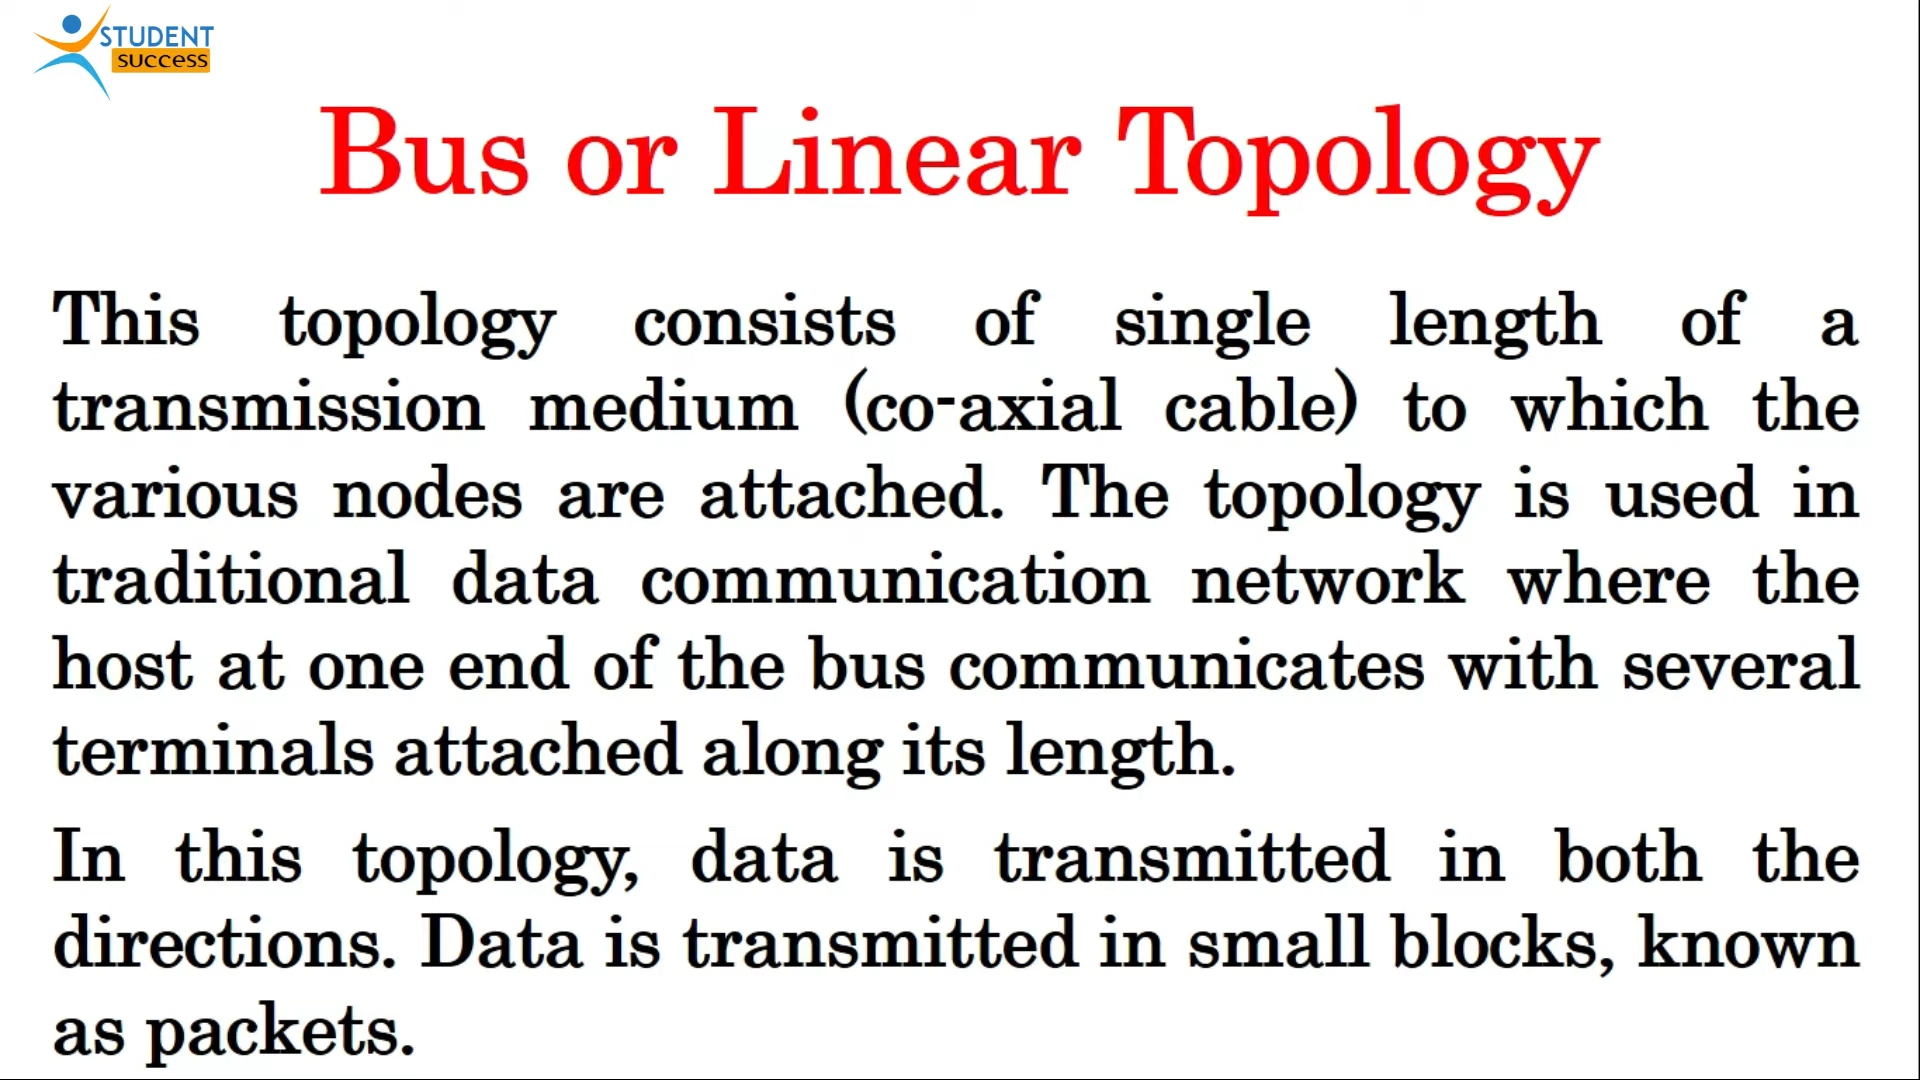 STUDENT
success
Bus or Linear Topology
This topology consists of single length of a
transmission medium (co-axial cable) to which the
various nodes are attached. The topology is used in
traditional data communication network where the
host at one end of the bus communicates with several
terminals attached along its length.
In this topology, data is transmitted in both the
directions. Data is transmitted in small blocks, known
as packets.